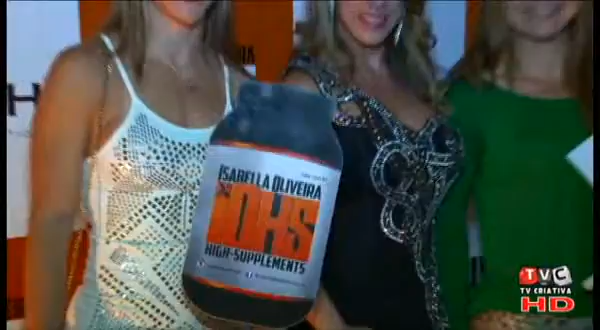 H
ISABELLA OLIVEIRA
OHS
HIGH-SUPPLEMENTS
TVC
TV CRIATIVA
HD